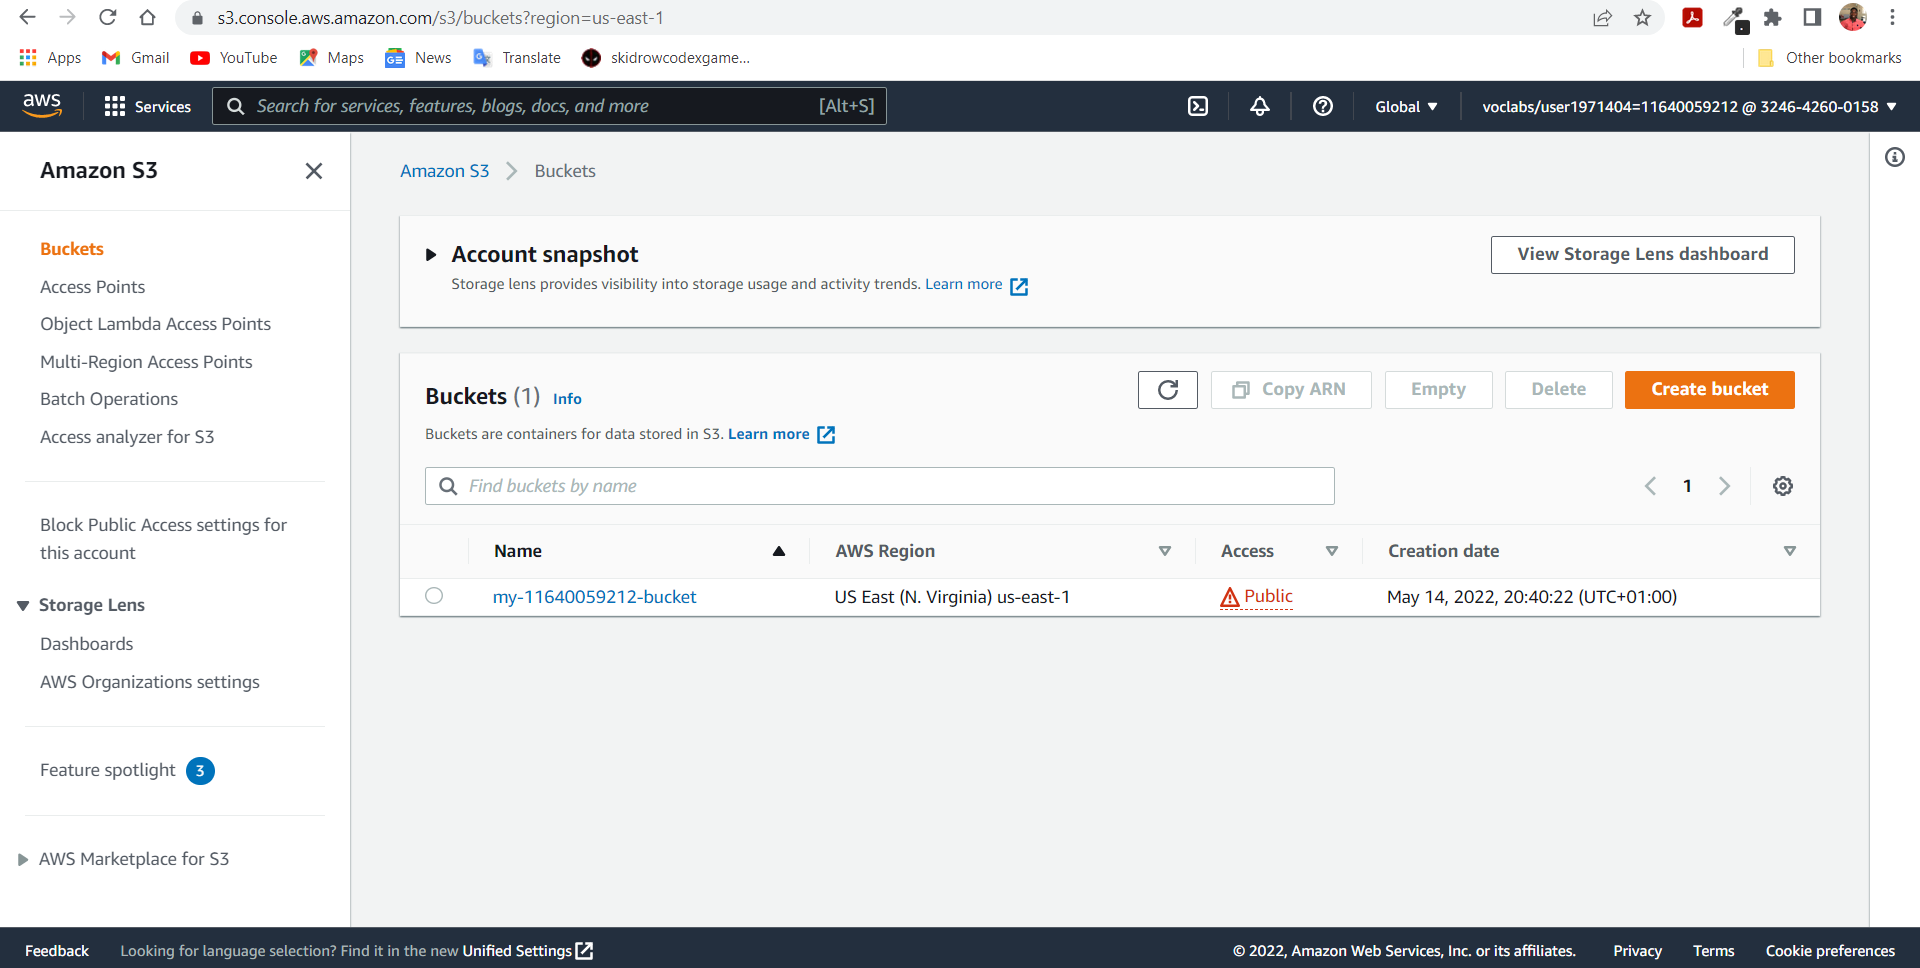 s3.console.aws.amazon.com/s3/buckets?region=us-east-1
Apps Gmail YouTube Maps News Translate skidrowcodexgame... Other bookmarks
aws Services Search for services, features, blogs, docs, and more [Alt+S] Global voclabs/user1971404=11640059212 @ 3246-4260-0158
Amazon S3
Buckets
Access Points
Object Lambda Access Points
Multi-Region Access Points
Batch Operations
Access analyzer for S3
Block Public Access settings for
this account
Storage Lens
Dashboards
AWS Organizations settings
Feature spotlight 3
AWS Marketplace for S3
Amazon S3 Buckets
Account snapshot
Storage lens provides visibility into storage usage and activity trends. Learn more
View Storage Lens dashboard
Buckets (1) Info
Copy ARN Empty Delete Create bucket
Buckets are containers for data stored in S3. Learn more
Find buckets by name
1
Name AWS Region Access Creation date
my-11640059212-bucket US East (N. Virginia) us-east-1 Public May 14, 2022, 20:40:22 (UTC+01:00)
Feedback Looking for language selection? Find it in the new Unified Settings © 2022, Amazon Web Services, Inc. or its affiliates. Privacy Terms Cookie preferences